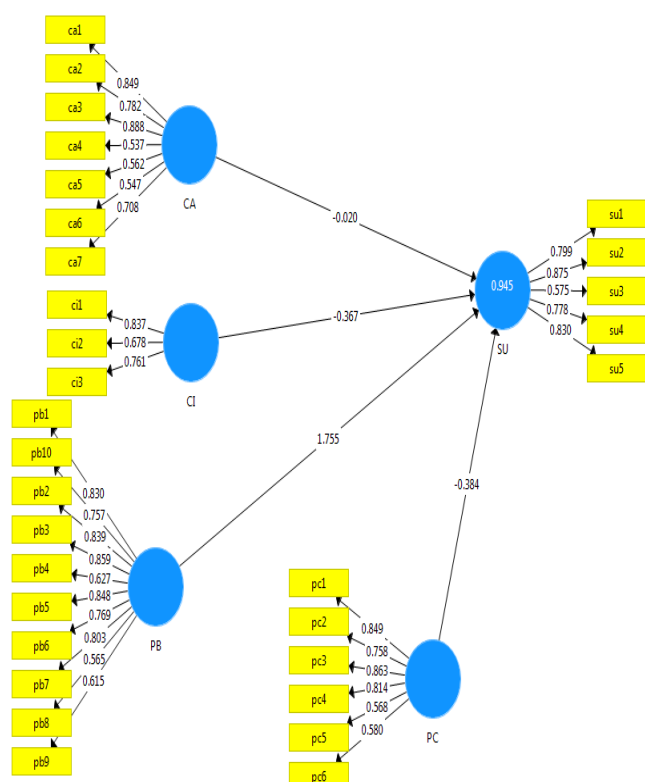 ca1
ca2
ca3
ca4
ca5
ca6
ca7
0.849
0.782
0.888
0.537
0.562
0.547
0.708
CA
-0.020
ci1
ci2
ci3
0.837
0.678
0.761
CI
-0.367
su1
su2
su3
su4
su5
0.799
0.875
0.575
0.778
0.830
0.945
SU
pb1
pb10
pb2
pb3
pb4
pb5
pb6
pb7
pb8
pb9
0.830
0.757
0.839
0.859
0.627
0.848
0.769
0.803
0.565
0.615
PB
1.755
-0.384
pc1
pc2
pc3
pc4
pc5
pc6
0.849
0.758
0.863
0.814
0.568
0.580
PC